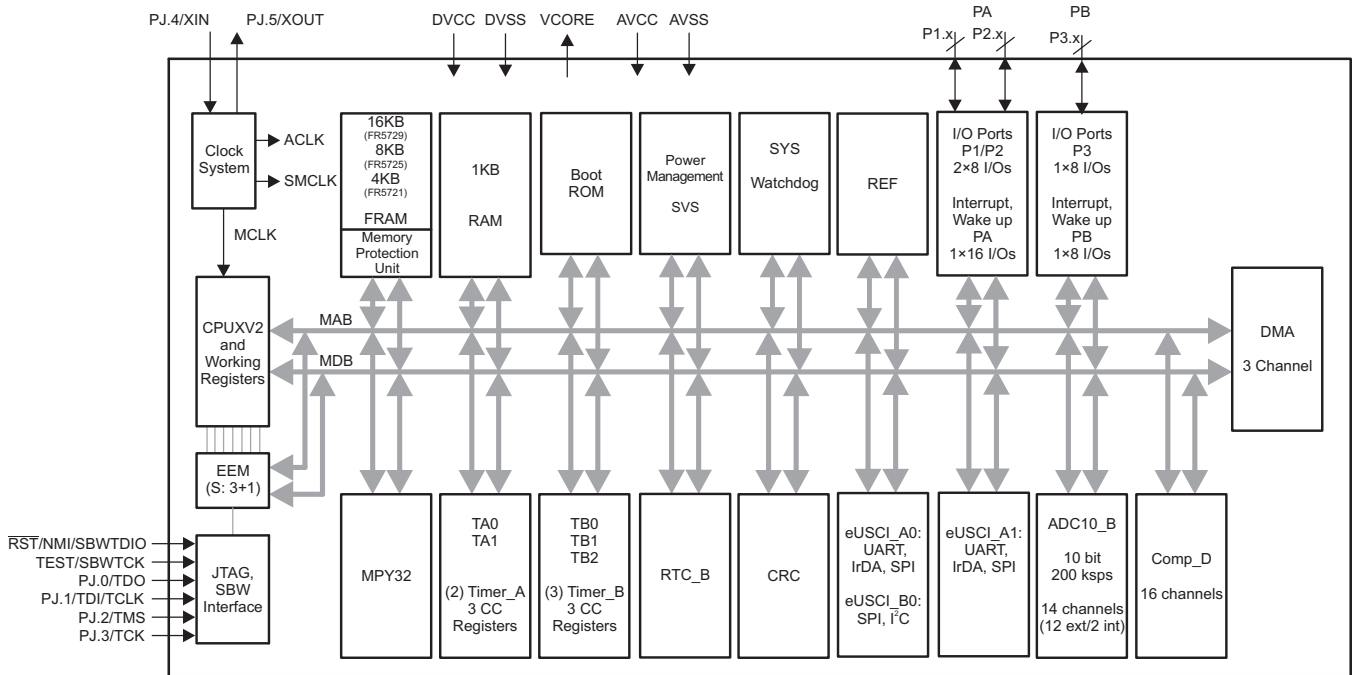 PJ.4/XIN
PJ.5/XOUT
DVCC
DVSS
VCORE
AVCC
AVSS
PA
P1.x
P2.x
PB
P3.x
Clock
System
ACLK
SMCLK
MCLK
16KB
(FR5729)
8KB
(FR5725)
4KB
(FR5721)
FRAM
Memory
Protection
Unit
1KB
RAM
Boot
ROM
Power
Management
SVS
SYS
Watchdog
REF
I/O Ports
P1/P2
2×8 I/Os
Interrupt,
Wake up
PA
1×16 I/Os
I/O Ports
P3
1×8 I/Os
Interrupt,
Wake up
PB
1×8 I/Os
CPUXV2
and
Working
Registers
MAB
MDB
DMA
3 Channel
EEM
(S: 3+1)
RST/NMI/SBWTDIO
TEST/SBWTCK
PJ.0/TDO
PJ.1/TDI/TCLK
PJ.2/TMS
PJ.3/TCK
JTAG,
SBW
Interface
MPY32
TA0
TA1
(2) Timer_A
3 CC
Registers
TB0
TB1
TB2
(3) Timer_B
3 CC
Registers
RTC_B
CRC
eUSCI_A0:
UART,
IrDA, SPI
eUSCI_B0:
SPI, I²C
eUSCI_A1:
UART,
IrDA, SPI
ADC10_B
10 bit
200 ksps
14 channels
(12 ext/2 int)
Comp_D
16 channels